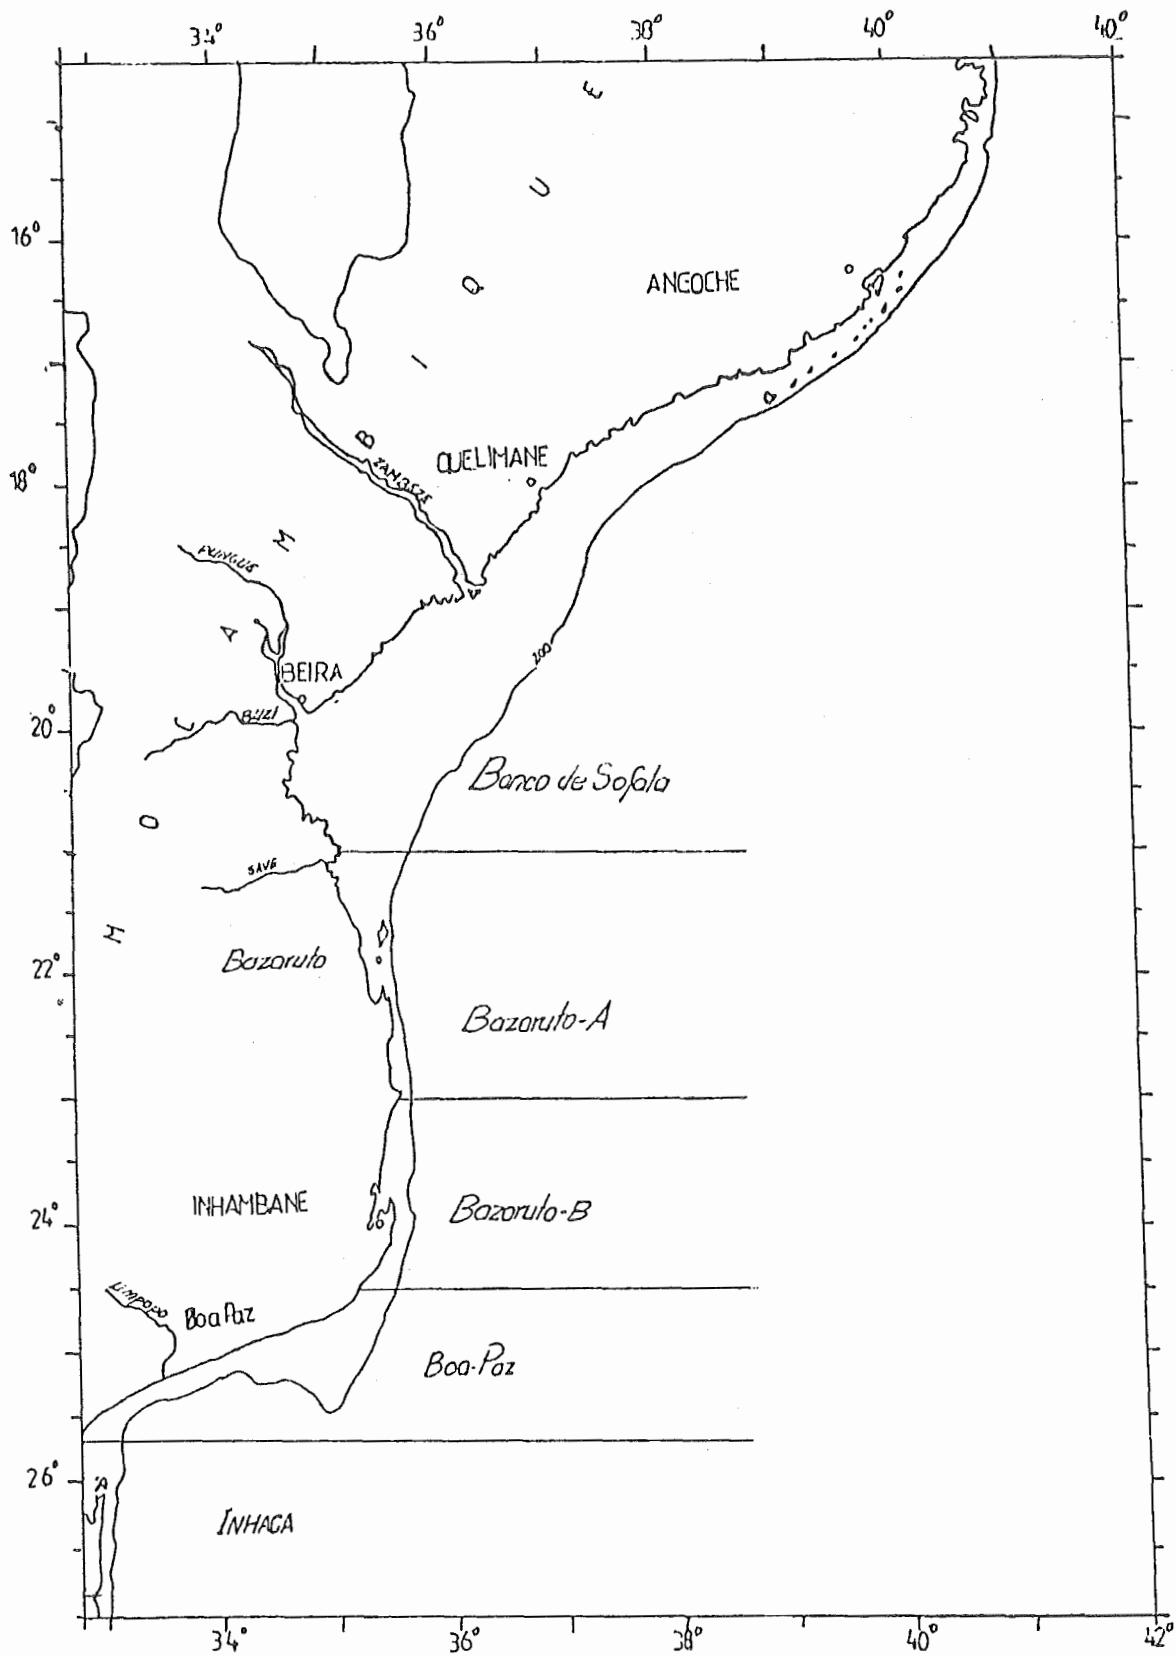 34° 36° 38° 40° 40°
E
U
16°
Q
ANGOCHE
I
B
QUELIMANE
ZAMBEZE
18°
M
PUNGUE
A
200
BEIRA
Ç
BUZI
20°
Banco de Sofala
O
SAVE
M
Bazaruto
22°
Bazaruto-A
INHAMBANE
Bazaruto-B
24°
Limpopo
Boa Paz
Boa-Paz
26°
INHACA
34° 36° 38° 40° 42°